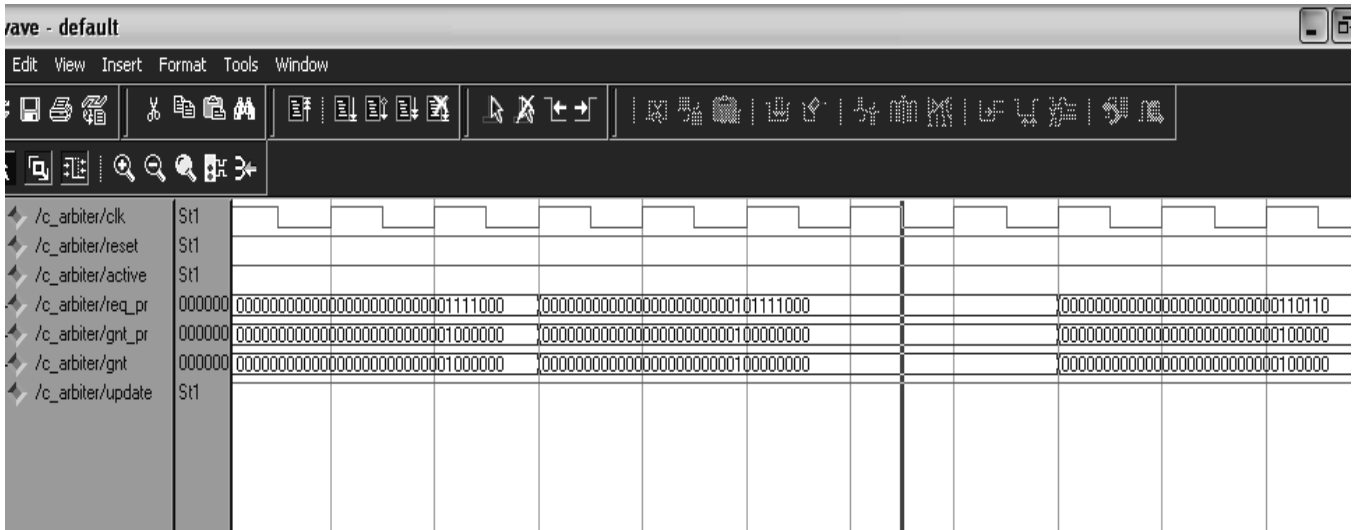 wave - default
Edit View Insert Format Tools Window
/c_arbiter/clk St1
/c_arbiter/reset St1
/c_arbiter/active St1
/c_arbiter/req_pr 000000 00000000000000000000000001111000 00000000000000000000000101111000 00000000000000000000000000110110
/c_arbiter/gnt_pr 000000 00000000000000000000000001000000 00000000000000000000000100000000 00000000000000000000000000100000
/c_arbiter/gnt 000000 00000000000000000000000001000000 00000000000000000000000100000000 00000000000000000000000000100000
/c_arbiter/update St1